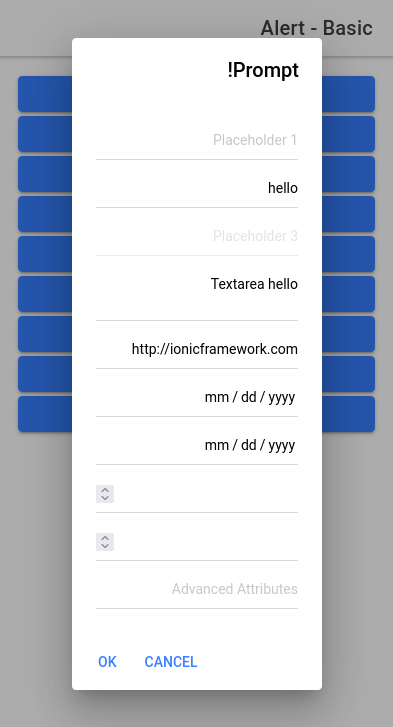 Alert - Basic
!Prompt
Placeholder 1
hello
Placeholder 3
Textarea hello
http://ionicframework.com
mm / dd / yyyy
mm / dd / yyyy
Advanced Attributes
OK CANCEL